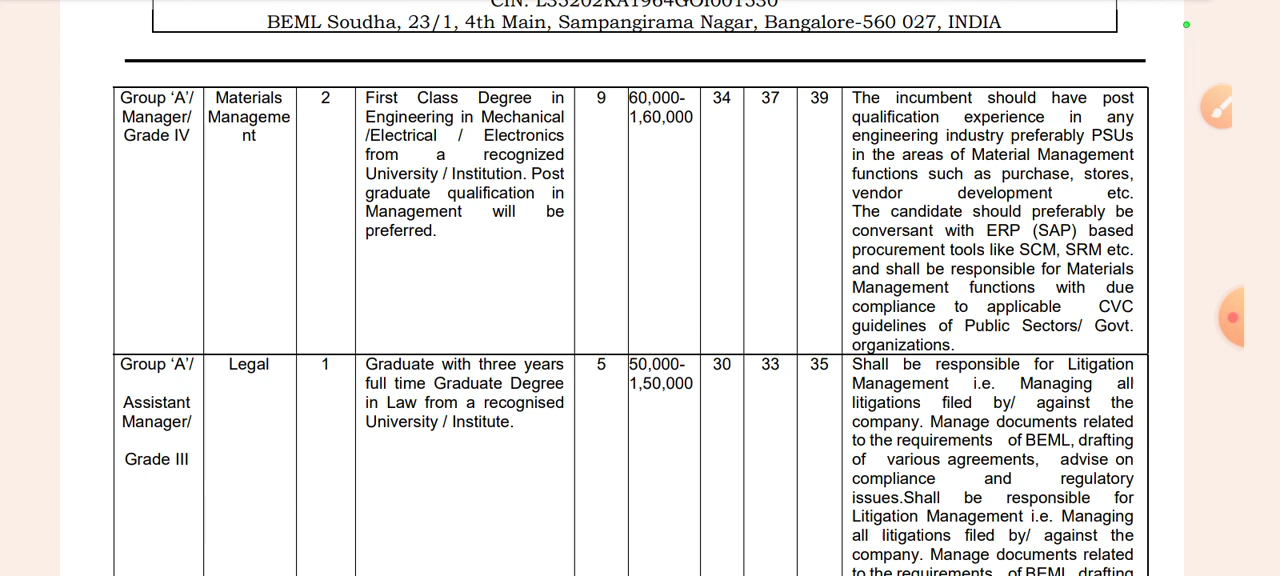 CIN: L35202KA1964GOI001530
BEML Soudha, 23/1, 4th Main, Sampangirama Nagar, Bangalore-560 027, INDIA
Group ‘A’/
Manager/
Grade IV
Materials
Manageme
nt
2
First Class Degree in
Engineering in Mechanical
/Electrical / Electronics
from a recognized
University / Institution. Post
graduate qualification in
Management will be
preferred.
9
60,000-
1,60,000
34
37
39
The incumbent should have post
qualification experience in any
engineering industry preferably PSUs
in the areas of Material Management
functions such as purchase, stores,
vendor development etc.
The candidate should preferably be
conversant with ERP (SAP) based
procurement tools like SCM, SRM etc.
and shall be responsible for Materials
Management functions with due
compliance to applicable CVC
guidelines of Public Sectors/ Govt.
organizations.
Group ‘A’/
Assistant
Manager/
Grade III
Legal
1
Graduate with three years
full time Graduate Degree
in Law from a recognised
University / Institute.
5
50,000-
1,50,000
30
33
35
Shall be responsible for Litigation
Management i.e. Managing all
litigations filed by/ against the
company. Manage documents related
to the requirements of BEML, drafting
of various agreements, advise on
compliance and regulatory
issues.Shall be responsible for
Litigation Management i.e. Managing
all litigations filed by/ against the
company. Manage documents related
to the requirements of BEML, drafting